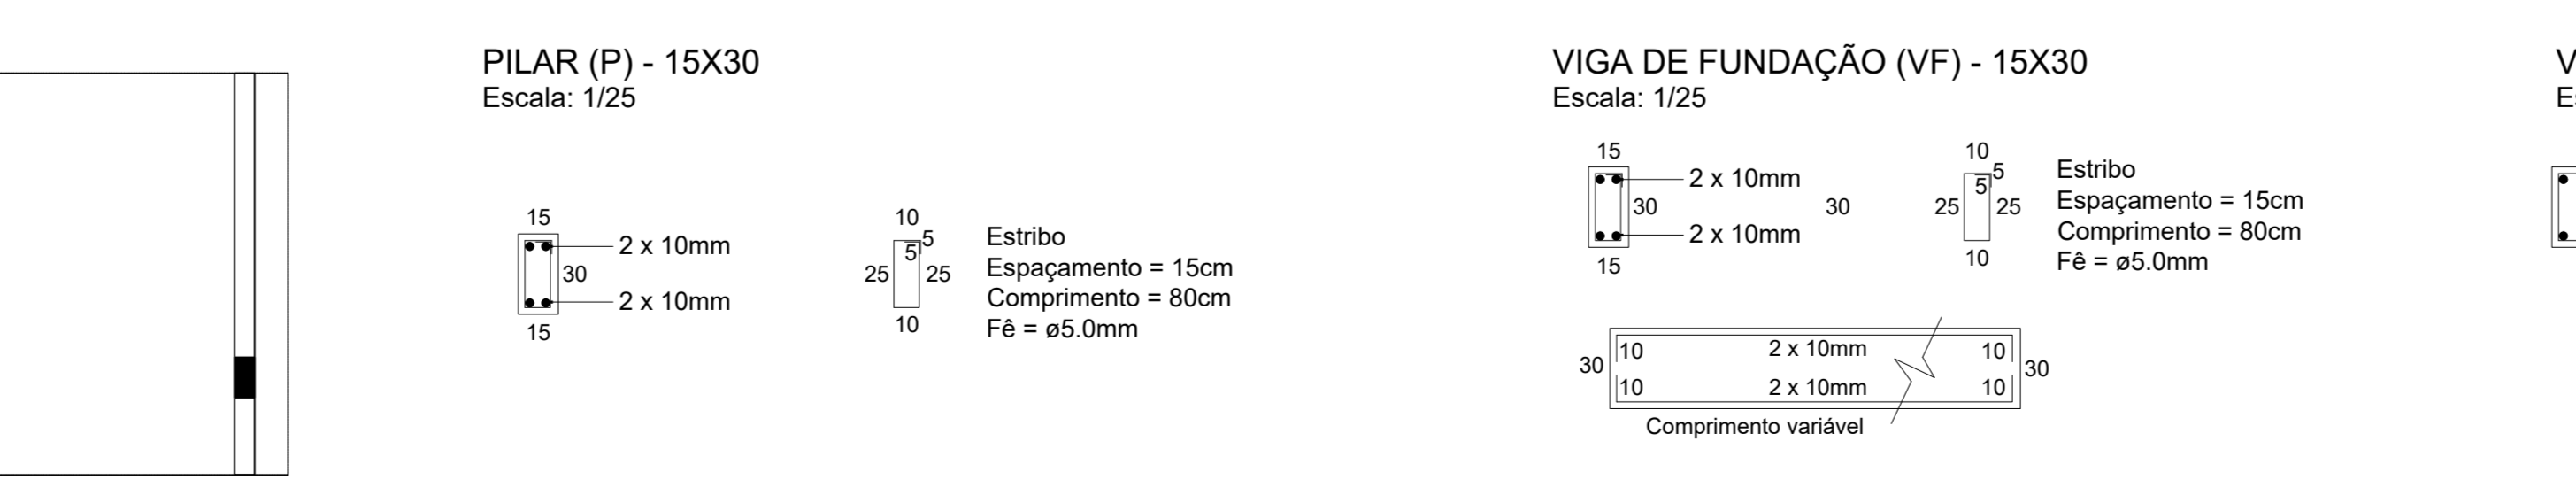 PILAR (P) - 15X30
Escala: 1/25
15
2 x 10mm
30
2 x 10mm
15
10
5
5
25
25
10
Estribo
Espaçamento = 15cm
Comprimento = 80cm
Fê = ø5.0mm
VIGA DE FUNDAÇÃO (VF) - 15X30
Escala: 1/25
15
2 x 10mm
30
2 x 10mm
15
30
10
5
5
25
25
10
Estribo
Espaçamento = 15cm
Comprimento = 80cm
Fê = ø5.0mm
10
2 x 10mm
10
30
30
10
2 x 10mm
10
Comprimento variável
V